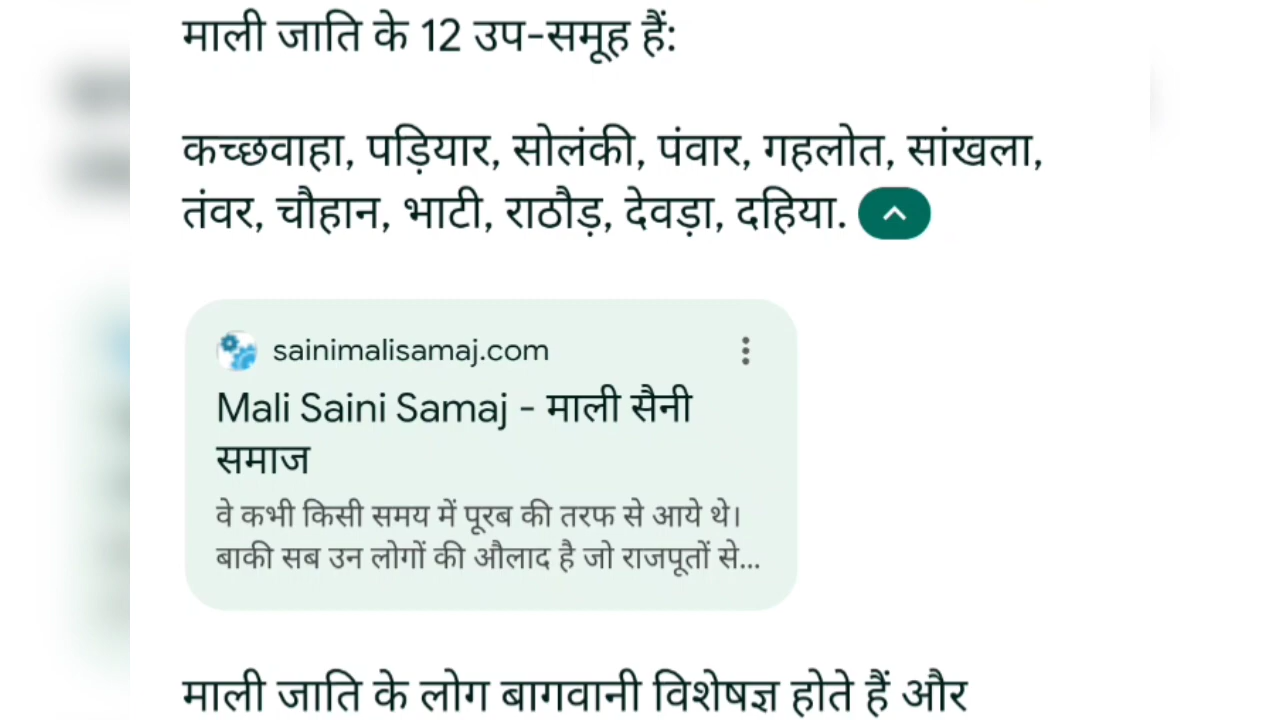 माली जाति के 12 उप-समूह हैं:
कच्छवाहा, पड़ियार, सोलंकी, पंवार, गहलोत, सांखला,
तंवर, चौहान, भाटी, राठौड़, देवड़ा, दहिया.
sainimalisamaj.com
Mali Saini Samaj - माली सैनी
समाज
वे कभी किसी समय में पूरब की तरफ से आये थे।
बाकी सब उन लोगों की औलाद है जो राजपूतों से...
माली जाति के लोग बागवानी विशेषज्ञ होते हैं और